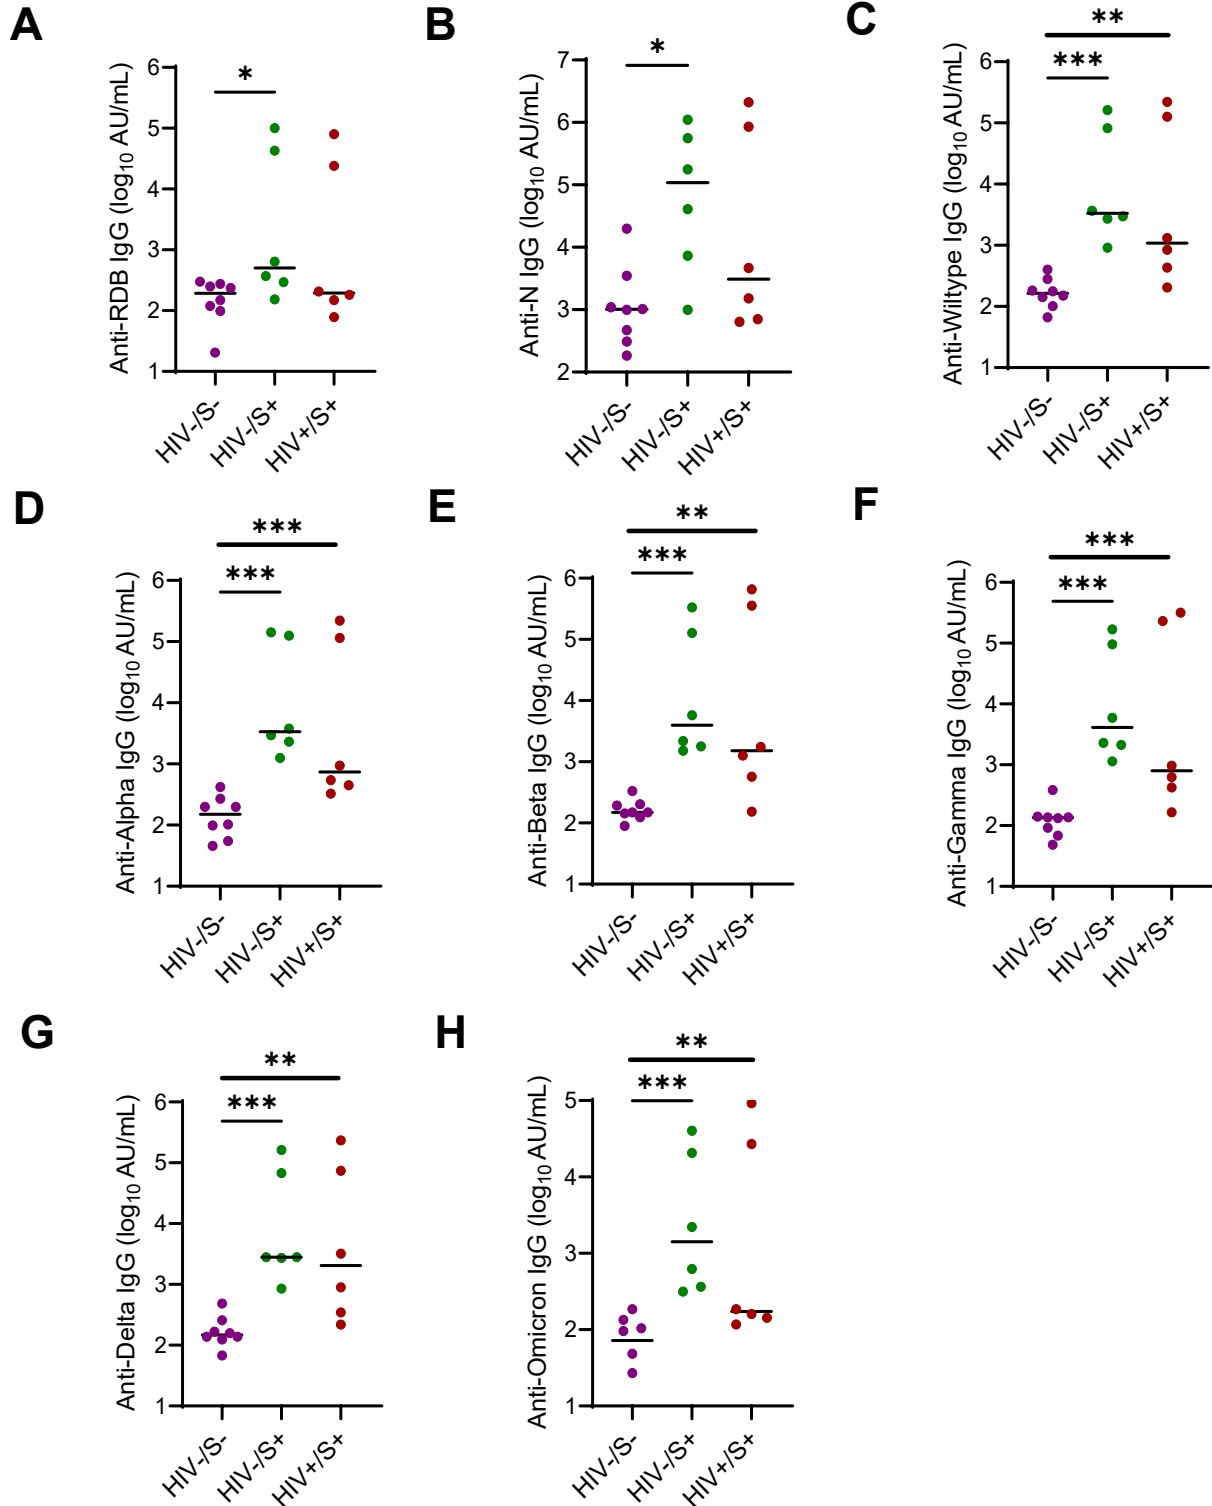 A
Anti-RDB IgG (log10 AU/mL)
6
5
4
3
2
1
*
HIV-/S-
HIV-/S+
HIV+/S+
B
Anti-N IgG (log10 AU/mL)
7
6
5
4
3
2
*
HIV-/S-
HIV-/S+
HIV+/S+
C
Anti-Wiltype IgG (log10 AU/mL)
6
5
4
3
2
1
**
***
HIV-/S-
HIV-/S+
HIV+/S+
D
Anti-Alpha IgG (log10 AU/mL)
6
5
4
3
2
1
***
***
HIV-/S-
HIV-/S+
HIV+/S+
E
Anti-Beta IgG (log10 AU/mL)
6
5
4
3
2
1
**
***
HIV-/S-
HIV-/S+
HIV+/S+
F
Anti-Gamma IgG (log10 AU/mL)
6
5
4
3
2
1
***
***
HIV-/S-
HIV-/S+
HIV+/S+
G
Anti-Delta IgG (log10 AU/mL)
6
5
4
3
2
1
**
***
HIV-/S-
HIV-/S+
HIV+/S+
H
Anti-Omicron IgG (log10 AU/mL)
5
4
3
2
1
**
***
HIV-/S-
HIV-/S+
HIV+/S+